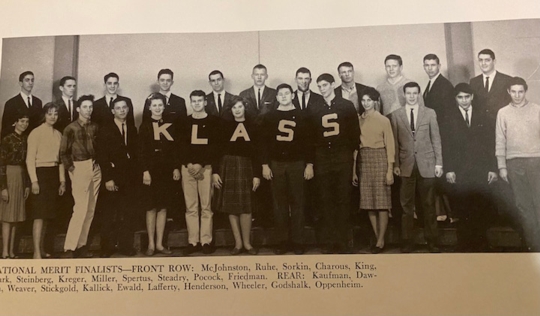 K L A S S
ATIONAL MERIT FINALISTS—FRONT ROW: McJohnston, Ruhe, Sorkin, Charous, King,
ark, Steinberg, Kreger, Miller, Spertus, Steadry, Pocock, Friedman. REAR: Kaufman, Daw-
, Weaver, Stickgold, Kallick, Ewald, Lafferty, Henderson, Wheeler, Godshalk, Oppenheim.